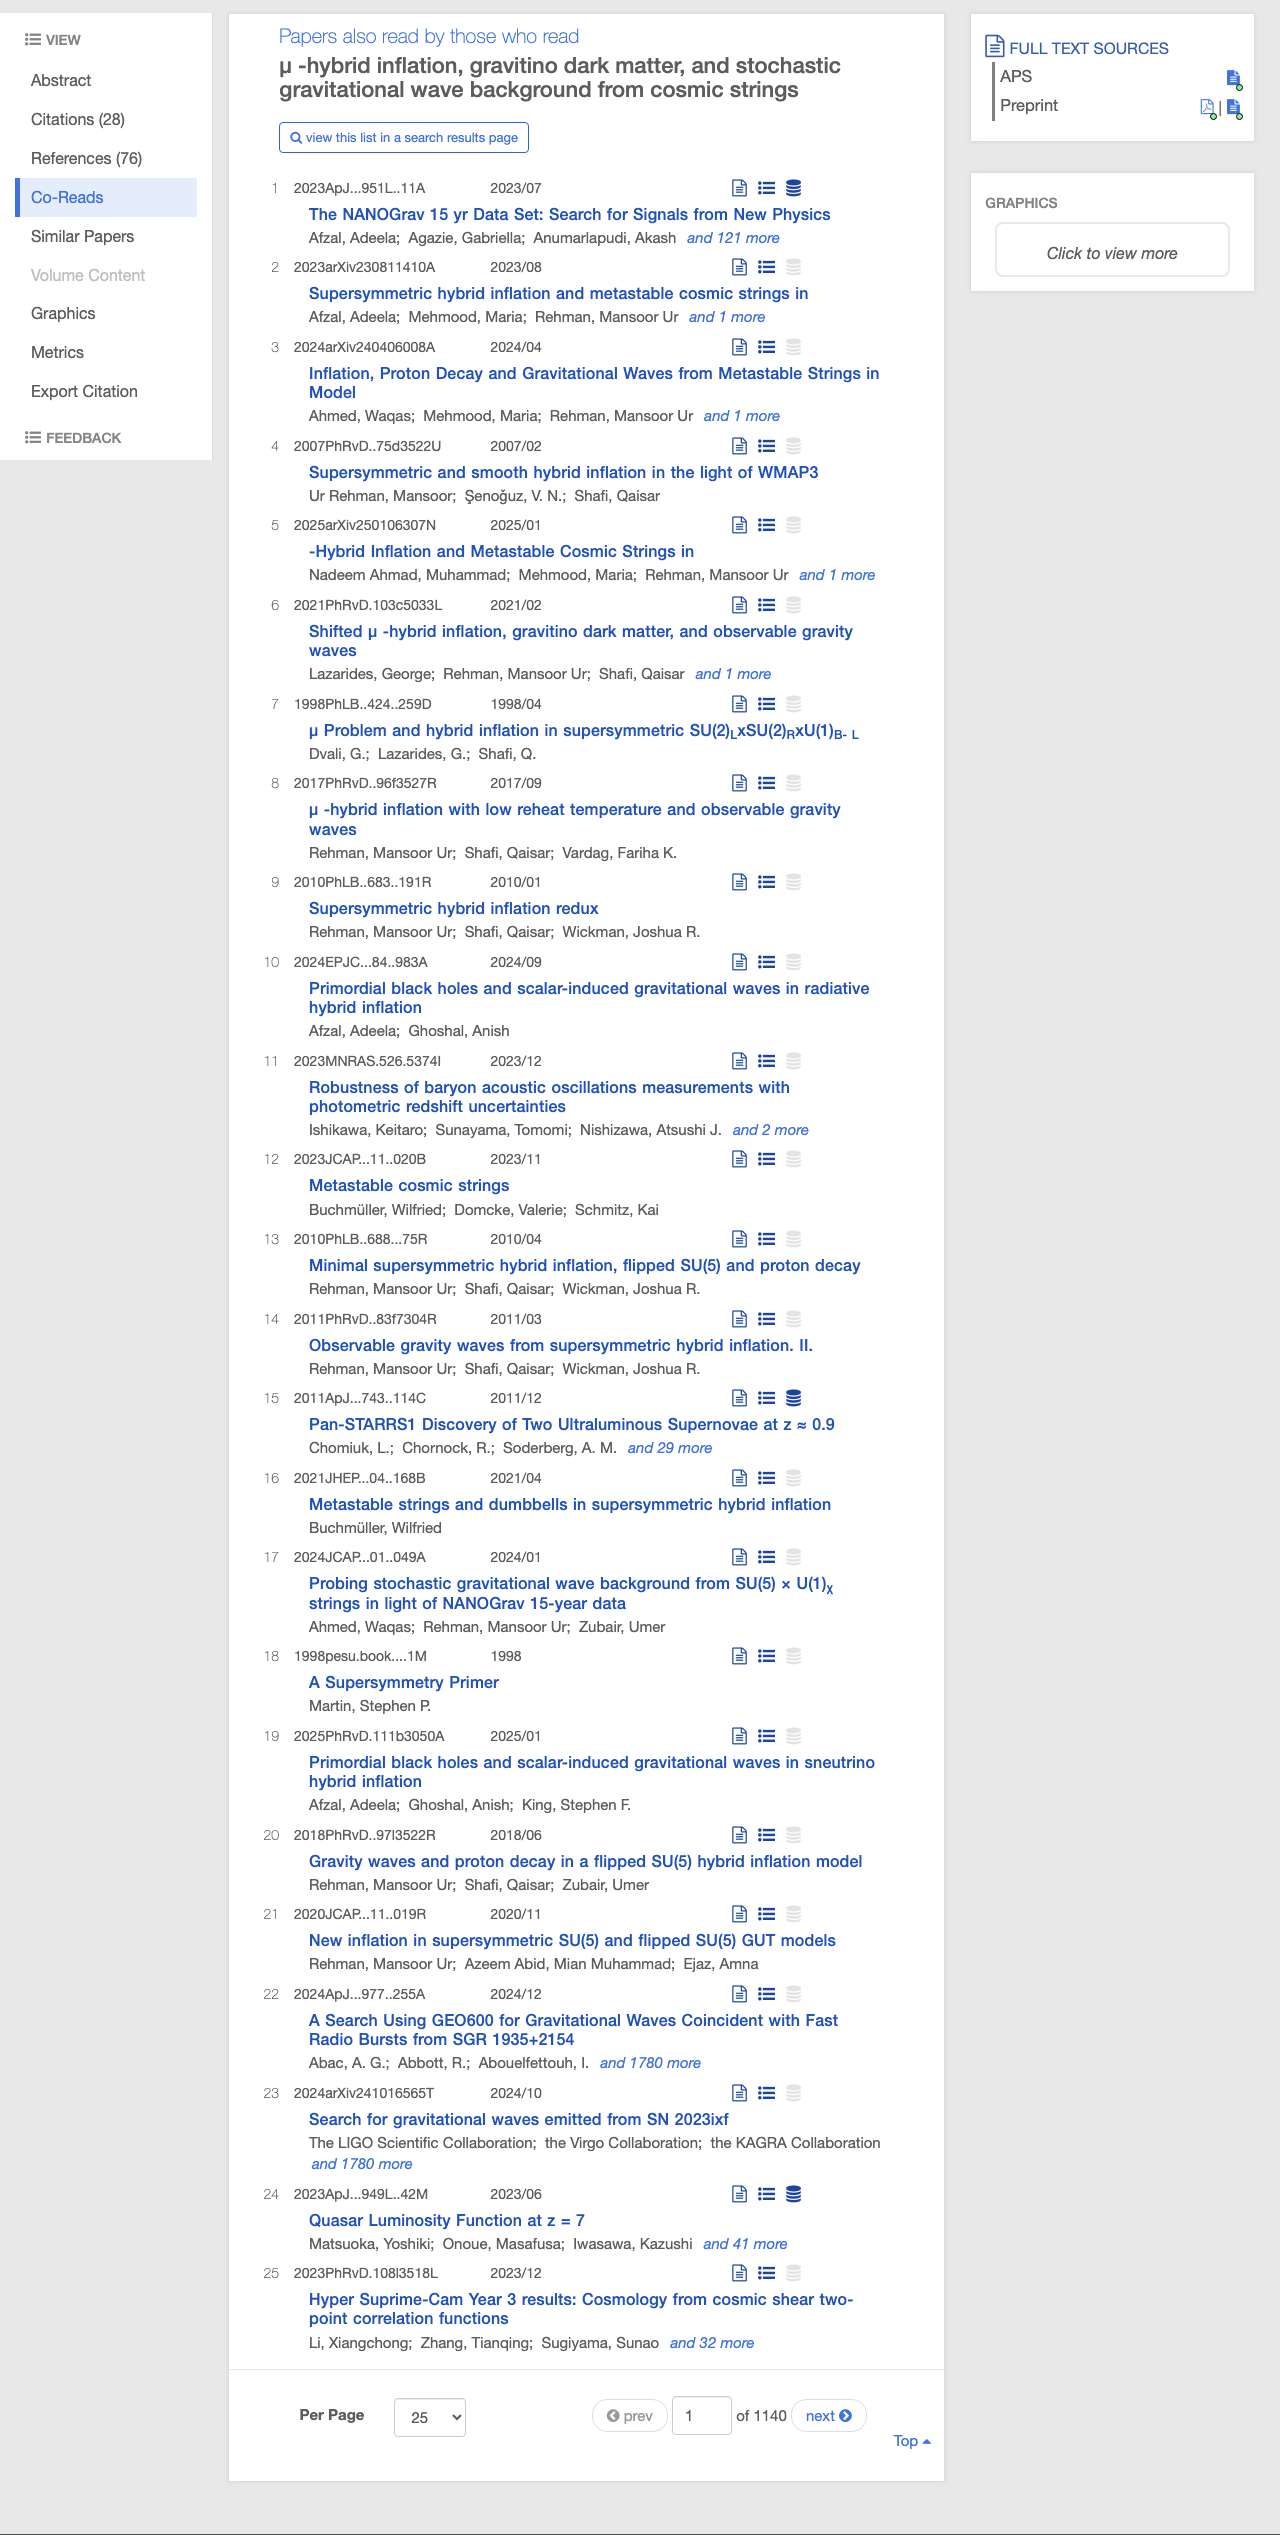 VIEW
Abstract
Citations (28)
References (76)
Co-Reads
Similar Papers
Volume Content
Graphics
Metrics
Export Citation
FEEDBACK
Papers also read by those who read
μ -hybrid inflation, gravitino dark matter, and stochastic
gravitational wave background from cosmic strings
view this list in a search results page
1 2023ApJ...951L..11A 2023/07
The NANOGrav 15 yr Data Set: Search for Signals from New Physics
Afzal, Adeela; Agazie, Gabriella; Anumarlapudi, Akash and 121 more
2 2023arXiv230811410A 2023/08
Supersymmetric hybrid inflation and metastable cosmic strings in
Afzal, Adeela; Mehmood, Maria; Rehman, Mansoor Ur and 1 more
3 2024arXiv240406008A 2024/04
Inflation, Proton Decay and Gravitational Waves from Metastable Strings in
Model
Ahmed, Waqas; Mehmood, Maria; Rehman, Mansoor Ur and 1 more
4 2007PhRvD..75d3522U 2007/02
Supersymmetric and smooth hybrid inflation in the light of WMAP3
Ur Rehman, Mansoor; Şenoǧuz, V. N.; Shafi, Qaisar
5 2025arXiv250106307N 2025/01
-Hybrid Inflation and Metastable Cosmic Strings in
Nadeem Ahmad, Muhammad; Mehmood, Maria; Rehman, Mansoor Ur and 1 more
6 2021PhRvD.103c5033L 2021/02
Shifted μ -hybrid inflation, gravitino dark matter, and observable gravity
waves
Lazarides, George; Rehman, Mansoor Ur; Shafi, Qaisar and 1 more
7 1998PhLB..424..259D 1998/04
μ Problem and hybrid inflation in supersymmetric SU(2)LxSU(2)RxU(1)B- L
Dvali, G.; Lazarides, G.; Shafi, Q.
8 2017PhRvD..96f3527R 2017/09
μ -hybrid inflation with low reheat temperature and observable gravity
waves
Rehman, Mansoor Ur; Shafi, Qaisar; Vardag, Fariha K.
9 2010PhLB..683..191R 2010/01
Supersymmetric hybrid inflation redux
Rehman, Mansoor Ur; Shafi, Qaisar; Wickman, Joshua R.
10 2024EPJC...84..983A 2024/09
Primordial black holes and scalar-induced gravitational waves in radiative
hybrid inflation
Afzal, Adeela; Ghoshal, Anish
11 2023MNRAS.526.5374I 2023/12
Robustness of baryon acoustic oscillations measurements with
photometric redshift uncertainties
Ishikawa, Keitaro; Sunayama, Tomomi; Nishizawa, Atsushi J. and 2 more
12 2023JCAP...11..020B 2023/11
Metastable cosmic strings
Buchmüller, Wilfried; Domcke, Valerie; Schmitz, Kai
13 2010PhLB..688...75R 2010/04
Minimal supersymmetric hybrid inflation, flipped SU(5) and proton decay
Rehman, Mansoor Ur; Shafi, Qaisar; Wickman, Joshua R.
14 2011PhRvD..83f7304R 2011/03
Observable gravity waves from supersymmetric hybrid inflation. II.
Rehman, Mansoor Ur; Shafi, Qaisar; Wickman, Joshua R.
15 2011ApJ...743..114C 2011/12
Pan-STARRS1 Discovery of Two Ultraluminous Supernovae at z ≈ 0.9
Chomiuk, L.; Chornock, R.; Soderberg, A. M. and 29 more
16 2021JHEP...04..168B 2021/04
Metastable strings and dumbbells in supersymmetric hybrid inflation
Buchmüller, Wilfried
17 2024JCAP...01..049A 2024/01
Probing stochastic gravitational wave background from SU(5) × U(1)χ
strings in light of NANOGrav 15-year data
Ahmed, Waqas; Rehman, Mansoor Ur; Zubair, Umer
18 1998pesu.book....1M 1998
A Supersymmetry Primer
Martin, Stephen P.
19 2025PhRvD.111b3050A 2025/01
Primordial black holes and scalar-induced gravitational waves in sneutrino
hybrid inflation
Afzal, Adeela; Ghoshal, Anish; King, Stephen F.
20 2018PhRvD..97l3522R 2018/06
Gravity waves and proton decay in a flipped SU(5) hybrid inflation model
Rehman, Mansoor Ur; Shafi, Qaisar; Zubair, Umer
21 2020JCAP...11..019R 2020/11
New inflation in supersymmetric SU(5) and flipped SU(5) GUT models
Rehman, Mansoor Ur; Azeem Abid, Mian Muhammad; Ejaz, Amna
22 2024ApJ...977..255A 2024/12
A Search Using GEO600 for Gravitational Waves Coincident with Fast
Radio Bursts from SGR 1935+2154
Abac, A. G.; Abbott, R.; Abouelfettouh, I. and 1780 more
23 2024arXiv241016565T 2024/10
Search for gravitational waves emitted from SN 2023ixf
The LIGO Scientific Collaboration; the Virgo Collaboration; the KAGRA Collaboration
and 1780 more
24 2023ApJ...949L..42M 2023/06
Quasar Luminosity Function at z = 7
Matsuoka, Yoshiki; Onoue, Masafusa; Iwasawa, Kazushi and 41 more
25 2023PhRvD.108l3518L 2023/12
Hyper Suprime-Cam Year 3 results: Cosmology from cosmic shear two-
point correlation functions
Li, Xiangchong; Zhang, Tianqing; Sugiyama, Sunao and 32 more
Per Page 25 prev 1 of 1140 next
Top
FULL TEXT SOURCES
APS
Preprint |
GRAPHICS
Click to view more